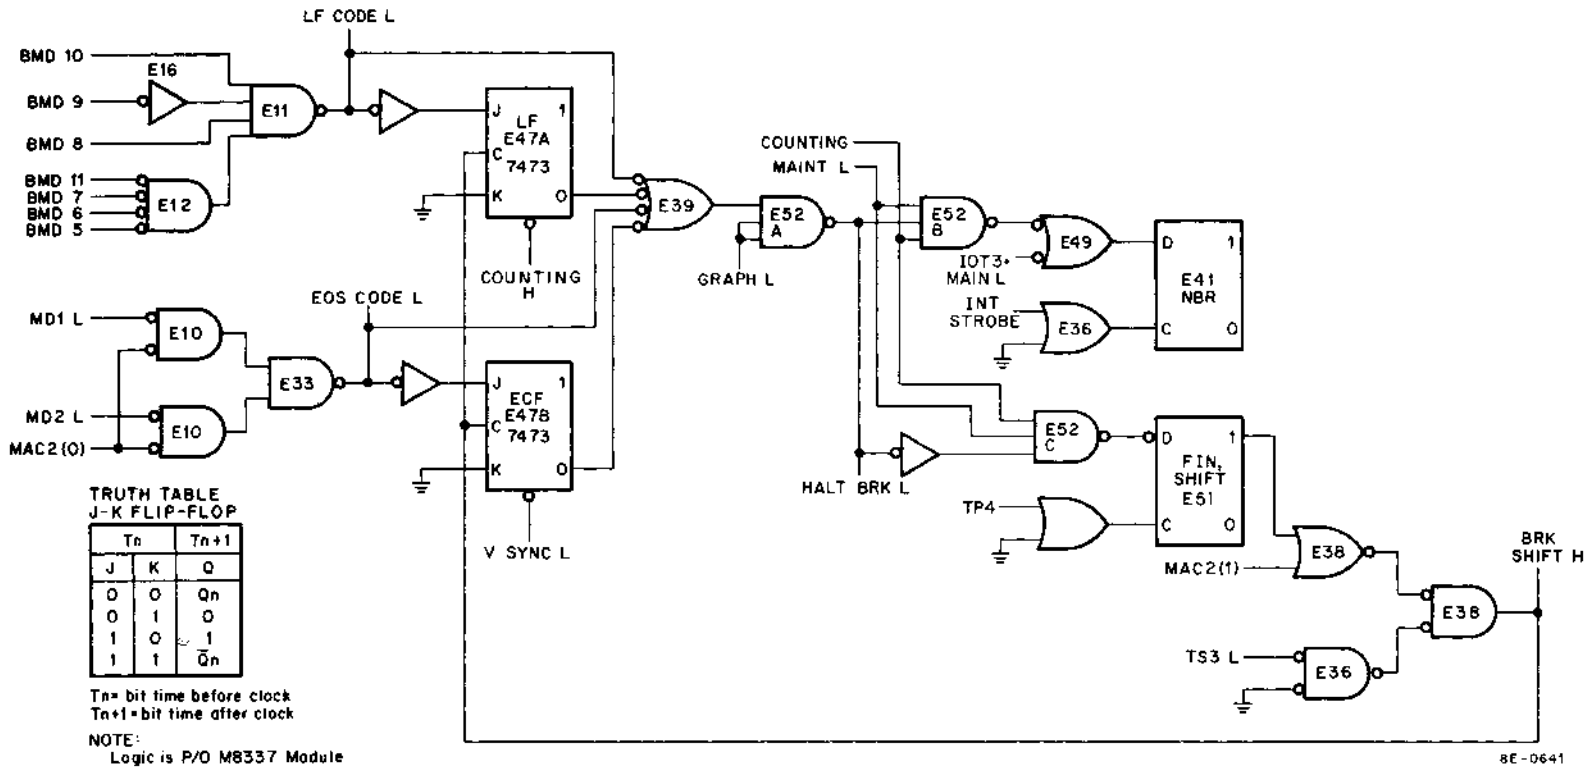 LF CODE L
BMD 10
E16
BMD 9
E11
BMD 8
BMD 11
BMD 7
BMD 6
BMD 5
E12
J 1
LF
E47A
C
7473
K 0
COUNTING
H
E39
E52
A
GRAPH L
COUNTING
MAINT L
E52
B
E49
IOT3+
MAIN L
INT
STROBE
E36
D 1
E41
NBR
C 0
EOS CODE L
MD1 L
E10
E33
MD2 L
E10
MAC2(0)
J 1
ECF
E47B
C
7473
K 0
V SYNC L
HALT BRK L
E52
C
TP4
D 1
FIN,
SHIFT
E51
C 0
MAC2(1)
E38
BRK
SHIFT H
E38
TS3 L
E36
TRUTH TABLE
J-K FLIP-FLOP
Tn Tn+1
J K Q
0 0 Qn
0 1 0
1 0 1
1 1 Q̅n
Tn= bit time before clock
Tn+1=bit time after clock
NOTE:
Logic is P/O M8337 Module
8E-0641